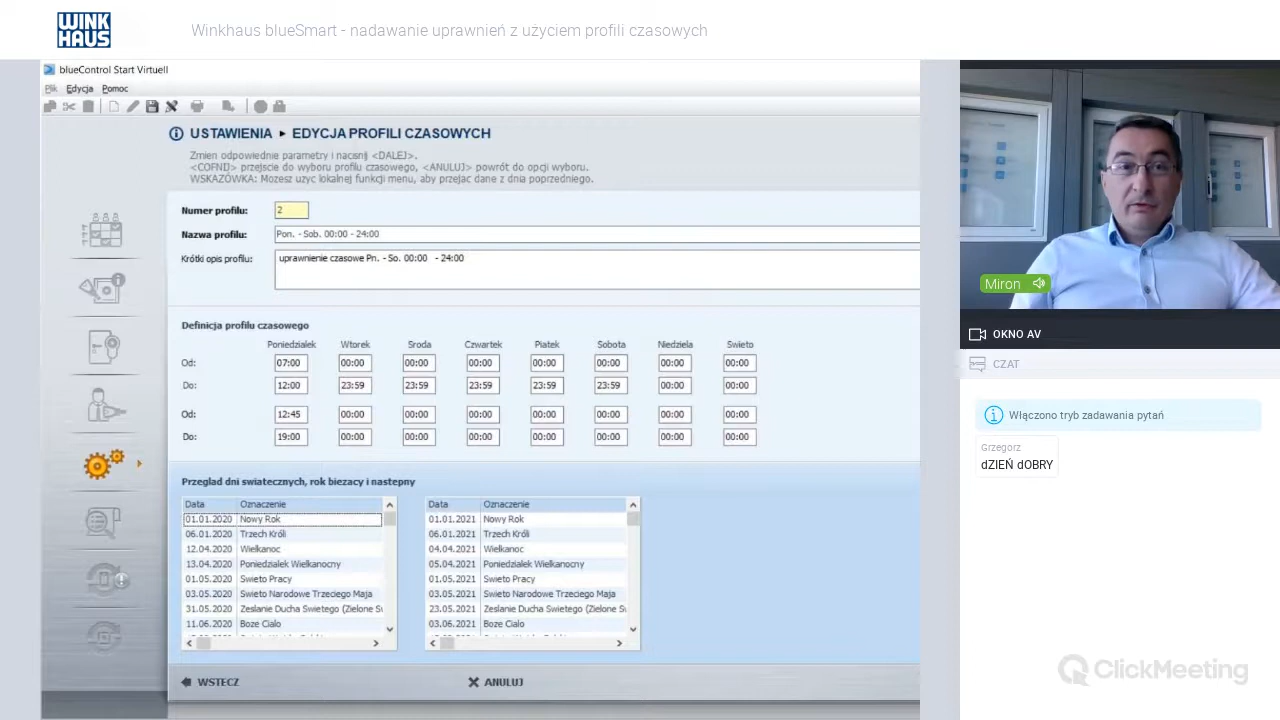 WINK
HAUS
Winkhaus blueSmart - nadawanie uprawnień z użyciem profili czasowych
blueControl Start Virtuell
Plik Edycja Pomoc
USTAWIENIA ▸ EDYCJA PROFILI CZASOWYCH
Zmien odpowiednie parametry i nacisnij <DALEJ>.
<COFNIJ> przejscie do wyboru profilu czasowego, <ANULUJ> powrót do opcji wyboru.
WSKAZÓWKA: Mozesz uzyc lokalnej funkcji menu, aby przejac dane z dnia poprzedniego.
Numer profilu: 2
Nazwa profilu: Pon. - Sob. 00:00 - 24:00
Krótki opis profilu: uprawnienie czasowe Pn. - So. 00:00 - 24:00
Definicja profilu czasowego
Poniedzialek Wtorek Sroda Czwartek Piatek Sobota Niedziela Swieto
Od: 07:00 00:00 00:00 00:00 00:00 00:00 00:00 00:00
Do: 12:00 23:59 23:59 23:59 23:59 23:59 00:00 00:00
Od: 12:45 00:00 00:00 00:00 00:00 00:00 00:00 00:00
Do: 19:00 00:00 00:00 00:00 00:00 00:00 00:00 00:00
Przeglad dni swiatecznych, rok biezacy i nastepny
Data Oznaczenie
01.01.2020 Nowy Rok
06.01.2020 Trzech Króli
12.04.2020 Wielkanoc
13.04.2020 Poniedzialek Wielkanocny
01.05.2020 Swieto Pracy
03.05.2020 Swieto Narodowe Trzeciego Maja
31.05.2020 Zeslanie Ducha Swietego (Zielone Sw
11.06.2020 Boze Cialo
Data Oznaczenie
01.01.2021 Nowy Rok
06.01.2021 Trzech Króli
04.04.2021 Wielkanoc
05.04.2021 Poniedzialek Wielkanocny
01.05.2021 Swieto Pracy
03.05.2021 Swieto Narodowe Trzeciego Maja
23.05.2021 Zeslanie Ducha Swietego (Zielone Sw
03.06.2021 Boze Cialo
WSTECZ
ANULUJ
Miron
OKNO AV
CZAT
Włączono tryb zadawania pytań
Grzegorz
dZIEŃ dOBRY
ClickMeeting